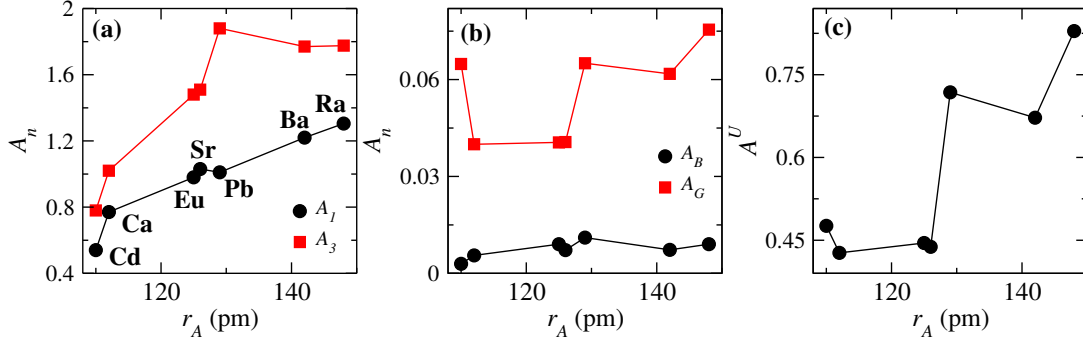 (a)
2
1.6
1.2
0.8
0.4
A_n
Cd
Ca
Eu
Sr
Pb
Ba
Ra
A_1
A_3
120
140
r_A (pm)
(b)
0.06
0.03
0
A_n
A_B
A_G
120
140
r_A (pm)
(c)
0.75
0.6
0.45
A^U
120
140
r_A (pm)